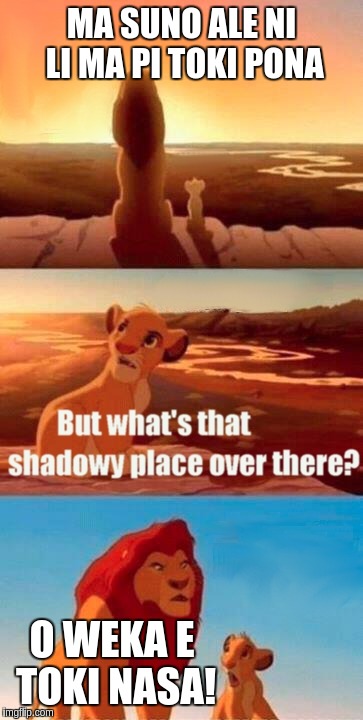 MA SUNO ALE NI
LI MA PI TOKI PONA
But what's that
shadowy place over there?
O WEKA E
TOKI NASA!
imgflip.com